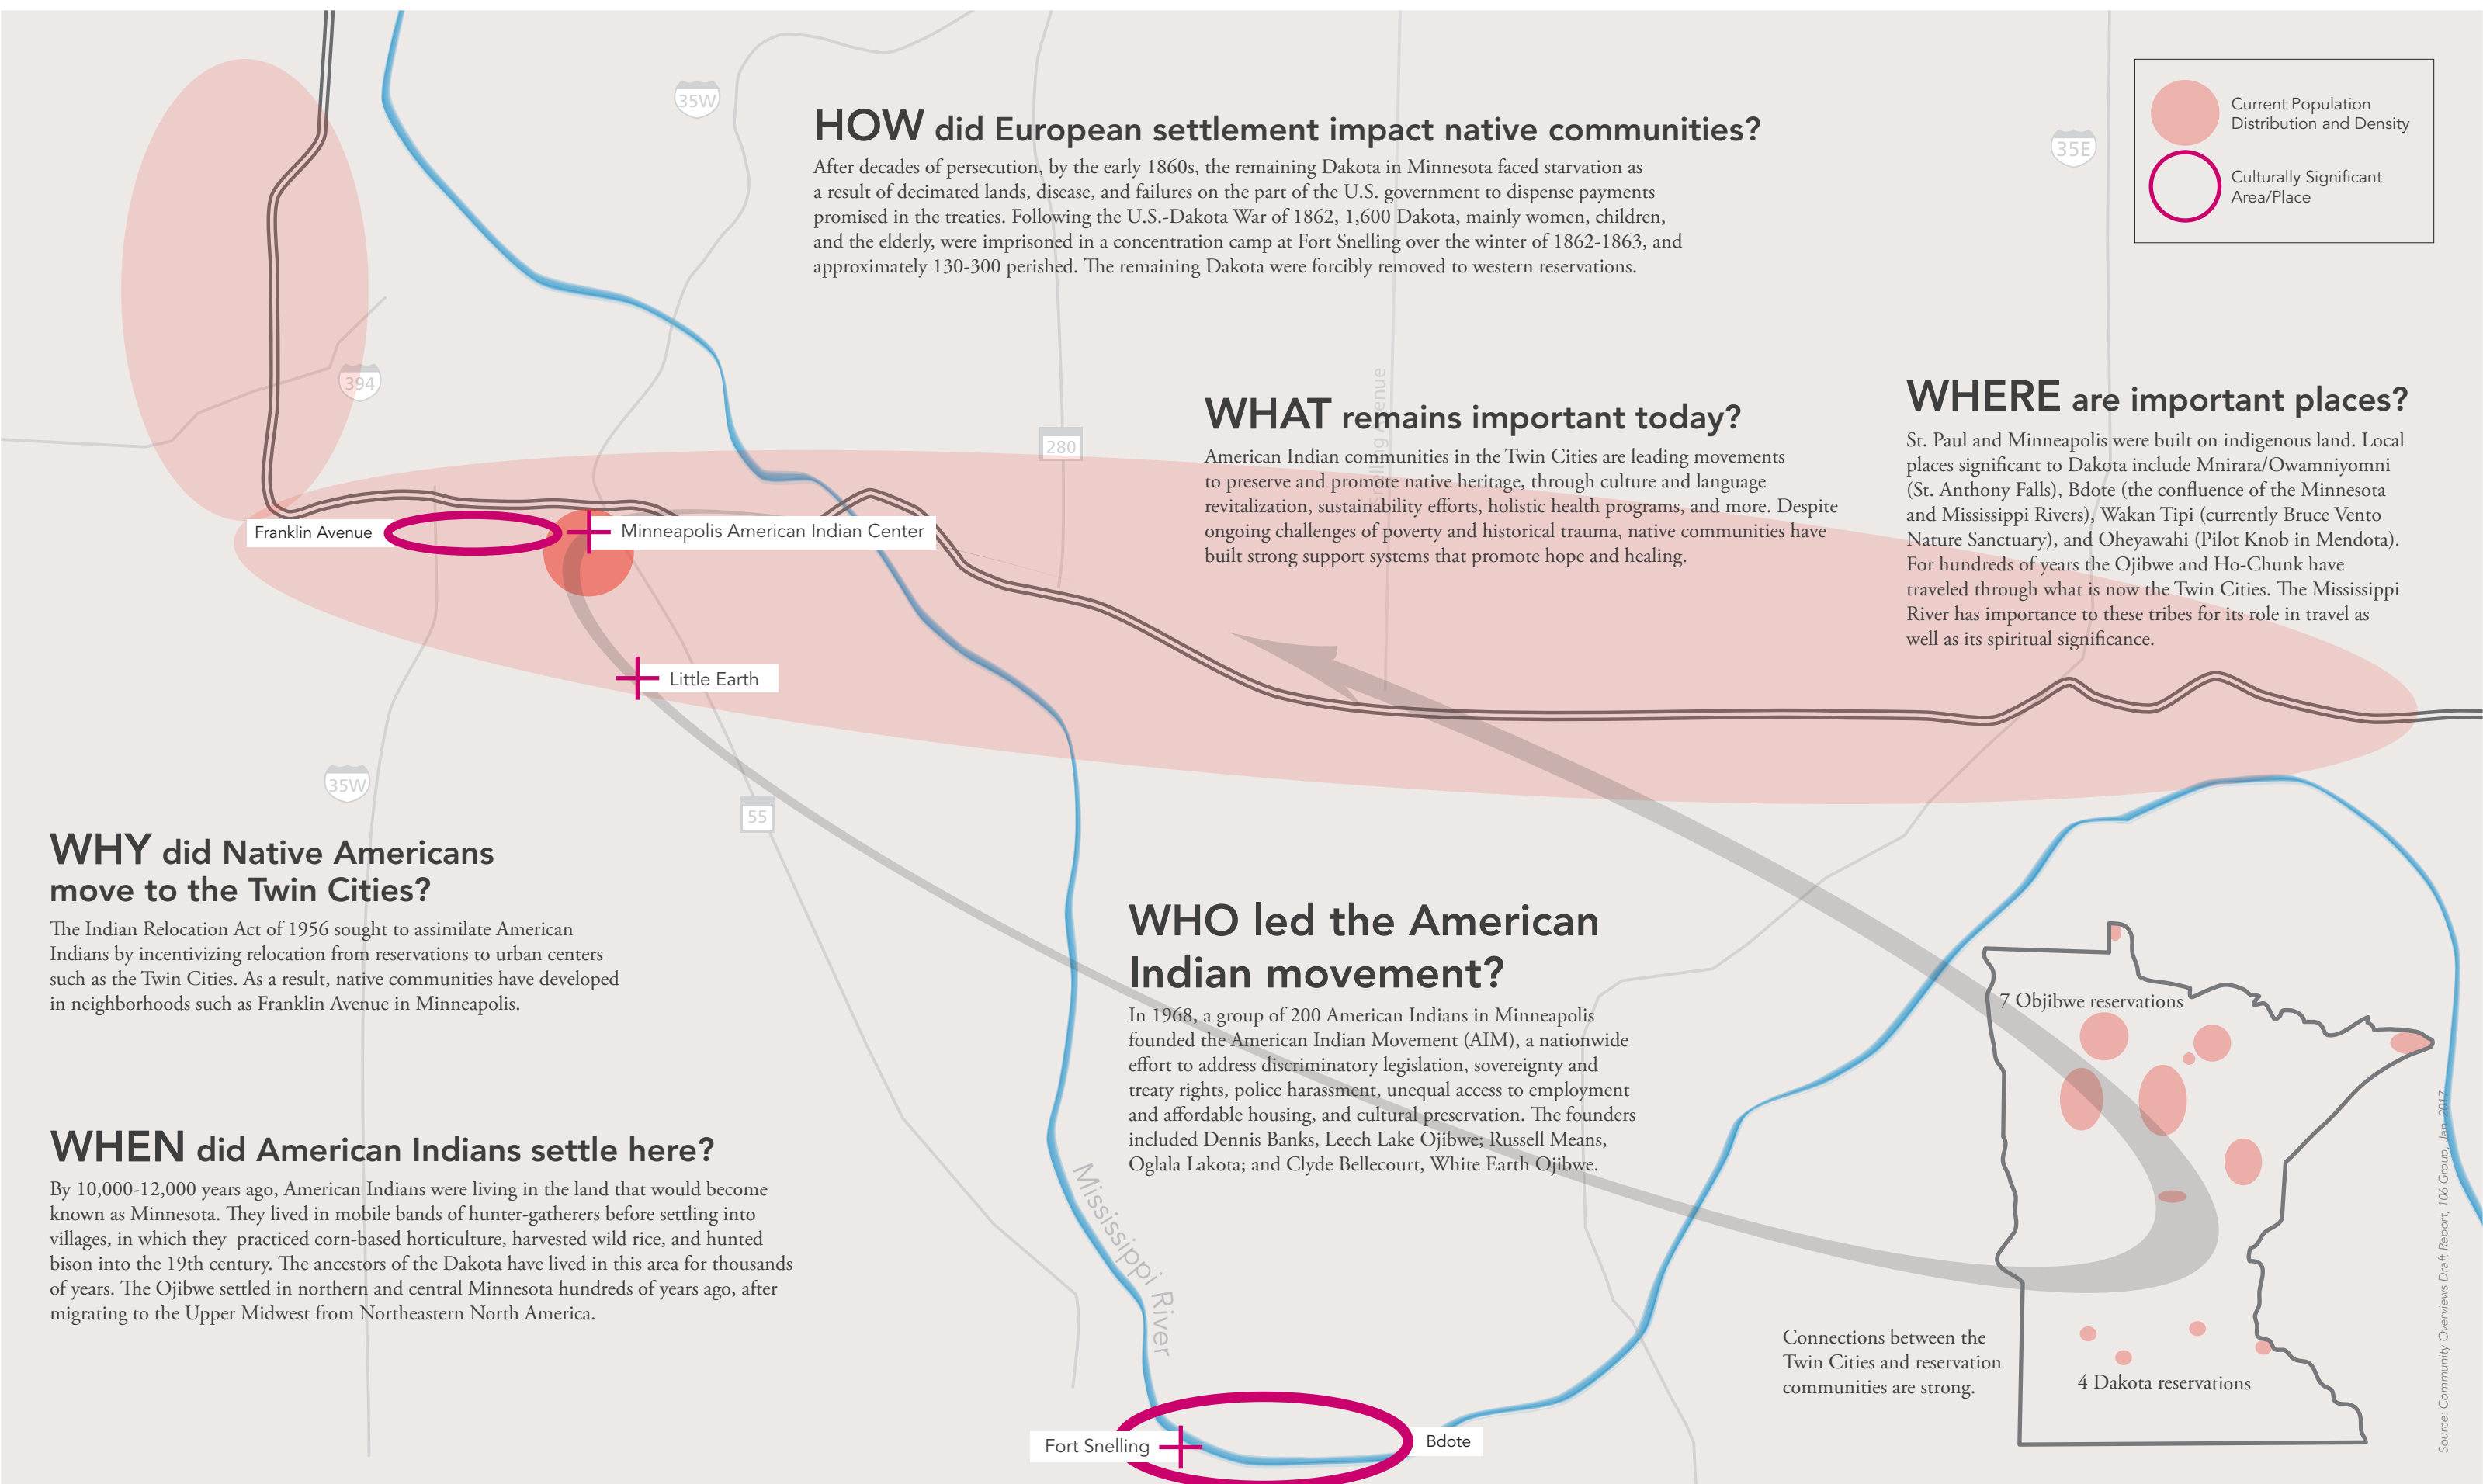 35W
HOW did European settlement impact native communities?
After decades of persecution, by the early 1860s, the remaining Dakota in Minnesota faced starvation as
a result of decimated lands, disease, and failures on the part of the U.S. government to dispense payments
promised in the treaties. Following the U.S.-Dakota War of 1862, 1,600 Dakota, mainly women, children,
and the elderly, were imprisoned in a concentration camp at Fort Snelling over the winter of 1862-1863, and
approximately 130-300 perished. The remaining Dakota were forcibly removed to western reservations.
35E
Current Population
Distribution and Density
Culturally Significant
Area/Place
394
280
Snelling Avenue
WHAT remains important today?
American Indian communities in the Twin Cities are leading movements
to preserve and promote native heritage, through culture and language
revitalization, sustainability efforts, holistic health programs, and more. Despite
ongoing challenges of poverty and historical trauma, native communities have
built strong support systems that promote hope and healing.
WHERE are important places?
St. Paul and Minneapolis were built on indigenous land. Local
places significant to Dakota include Mnirara/Owamniyomni
(St. Anthony Falls), Bdote (the confluence of the Minnesota
and Mississippi Rivers), Wakan Tipi (currently Bruce Vento
Nature Sanctuary), and Oheyawahi (Pilot Knob in Mendota).
For hundreds of years the Ojibwe and Ho-Chunk have
traveled through what is now the Twin Cities. The Mississippi
River has importance to these tribes for its role in travel as
well as its spiritual significance.
Franklin Avenue
Minneapolis American Indian Center
Little Earth
35W
55
WHY did Native Americans
move to the Twin Cities?
The Indian Relocation Act of 1956 sought to assimilate American
Indians by incentivizing relocation from reservations to urban centers
such as the Twin Cities. As a result, native communities have developed
in neighborhoods such as Franklin Avenue in Minneapolis.
WHEN did American Indians settle here?
By 10,000-12,000 years ago, American Indians were living in the land that would become
known as Minnesota. They lived in mobile bands of hunter-gatherers before settling into
villages, in which they practiced corn-based horticulture, harvested wild rice, and hunted
bison into the 19th century. The ancestors of the Dakota have lived in this area for thousands
of years. The Ojibwe settled in northern and central Minnesota hundreds of years ago, after
migrating to the Upper Midwest from Northeastern North America.
WHO led the American
Indian movement?
In 1968, a group of 200 American Indians in Minneapolis
founded the American Indian Movement (AIM), a nationwide
effort to address discriminatory legislation, sovereignty and
treaty rights, police harassment, unequal access to employment
and affordable housing, and cultural preservation. The founders
included Dennis Banks, Leech Lake Ojibwe; Russell Means,
Oglala Lakota; and Clyde Bellecourt, White Earth Ojibwe.
Mississippi River
Fort Snelling
Bdote
7 Objibwe reservations
Connections between the
Twin Cities and reservation
communities are strong.
4 Dakota reservations
Source: Community Overviews Draft Report, 106 Group, Jan. 2017